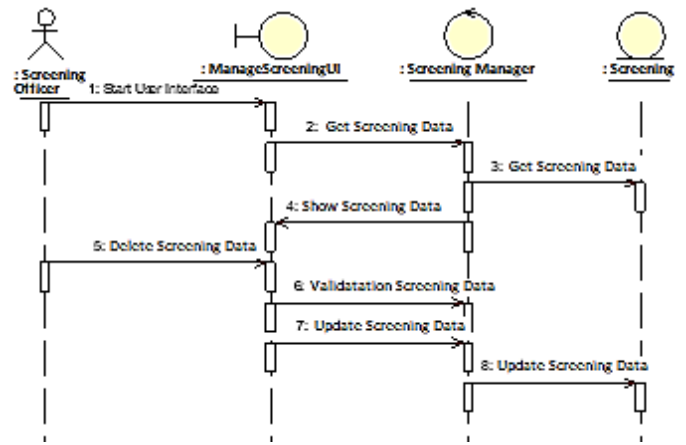 : Screening
Officer
: ManageScreeningUI
: Screening Manager
: Screening
1: Start User Interface
2: Get Screening Data
3: Get Screening Data
4: Show Screening Data
5: Delete Screening Data
6: Validatation Screening Data
7: Update Screening Data
8: Update Screening Data